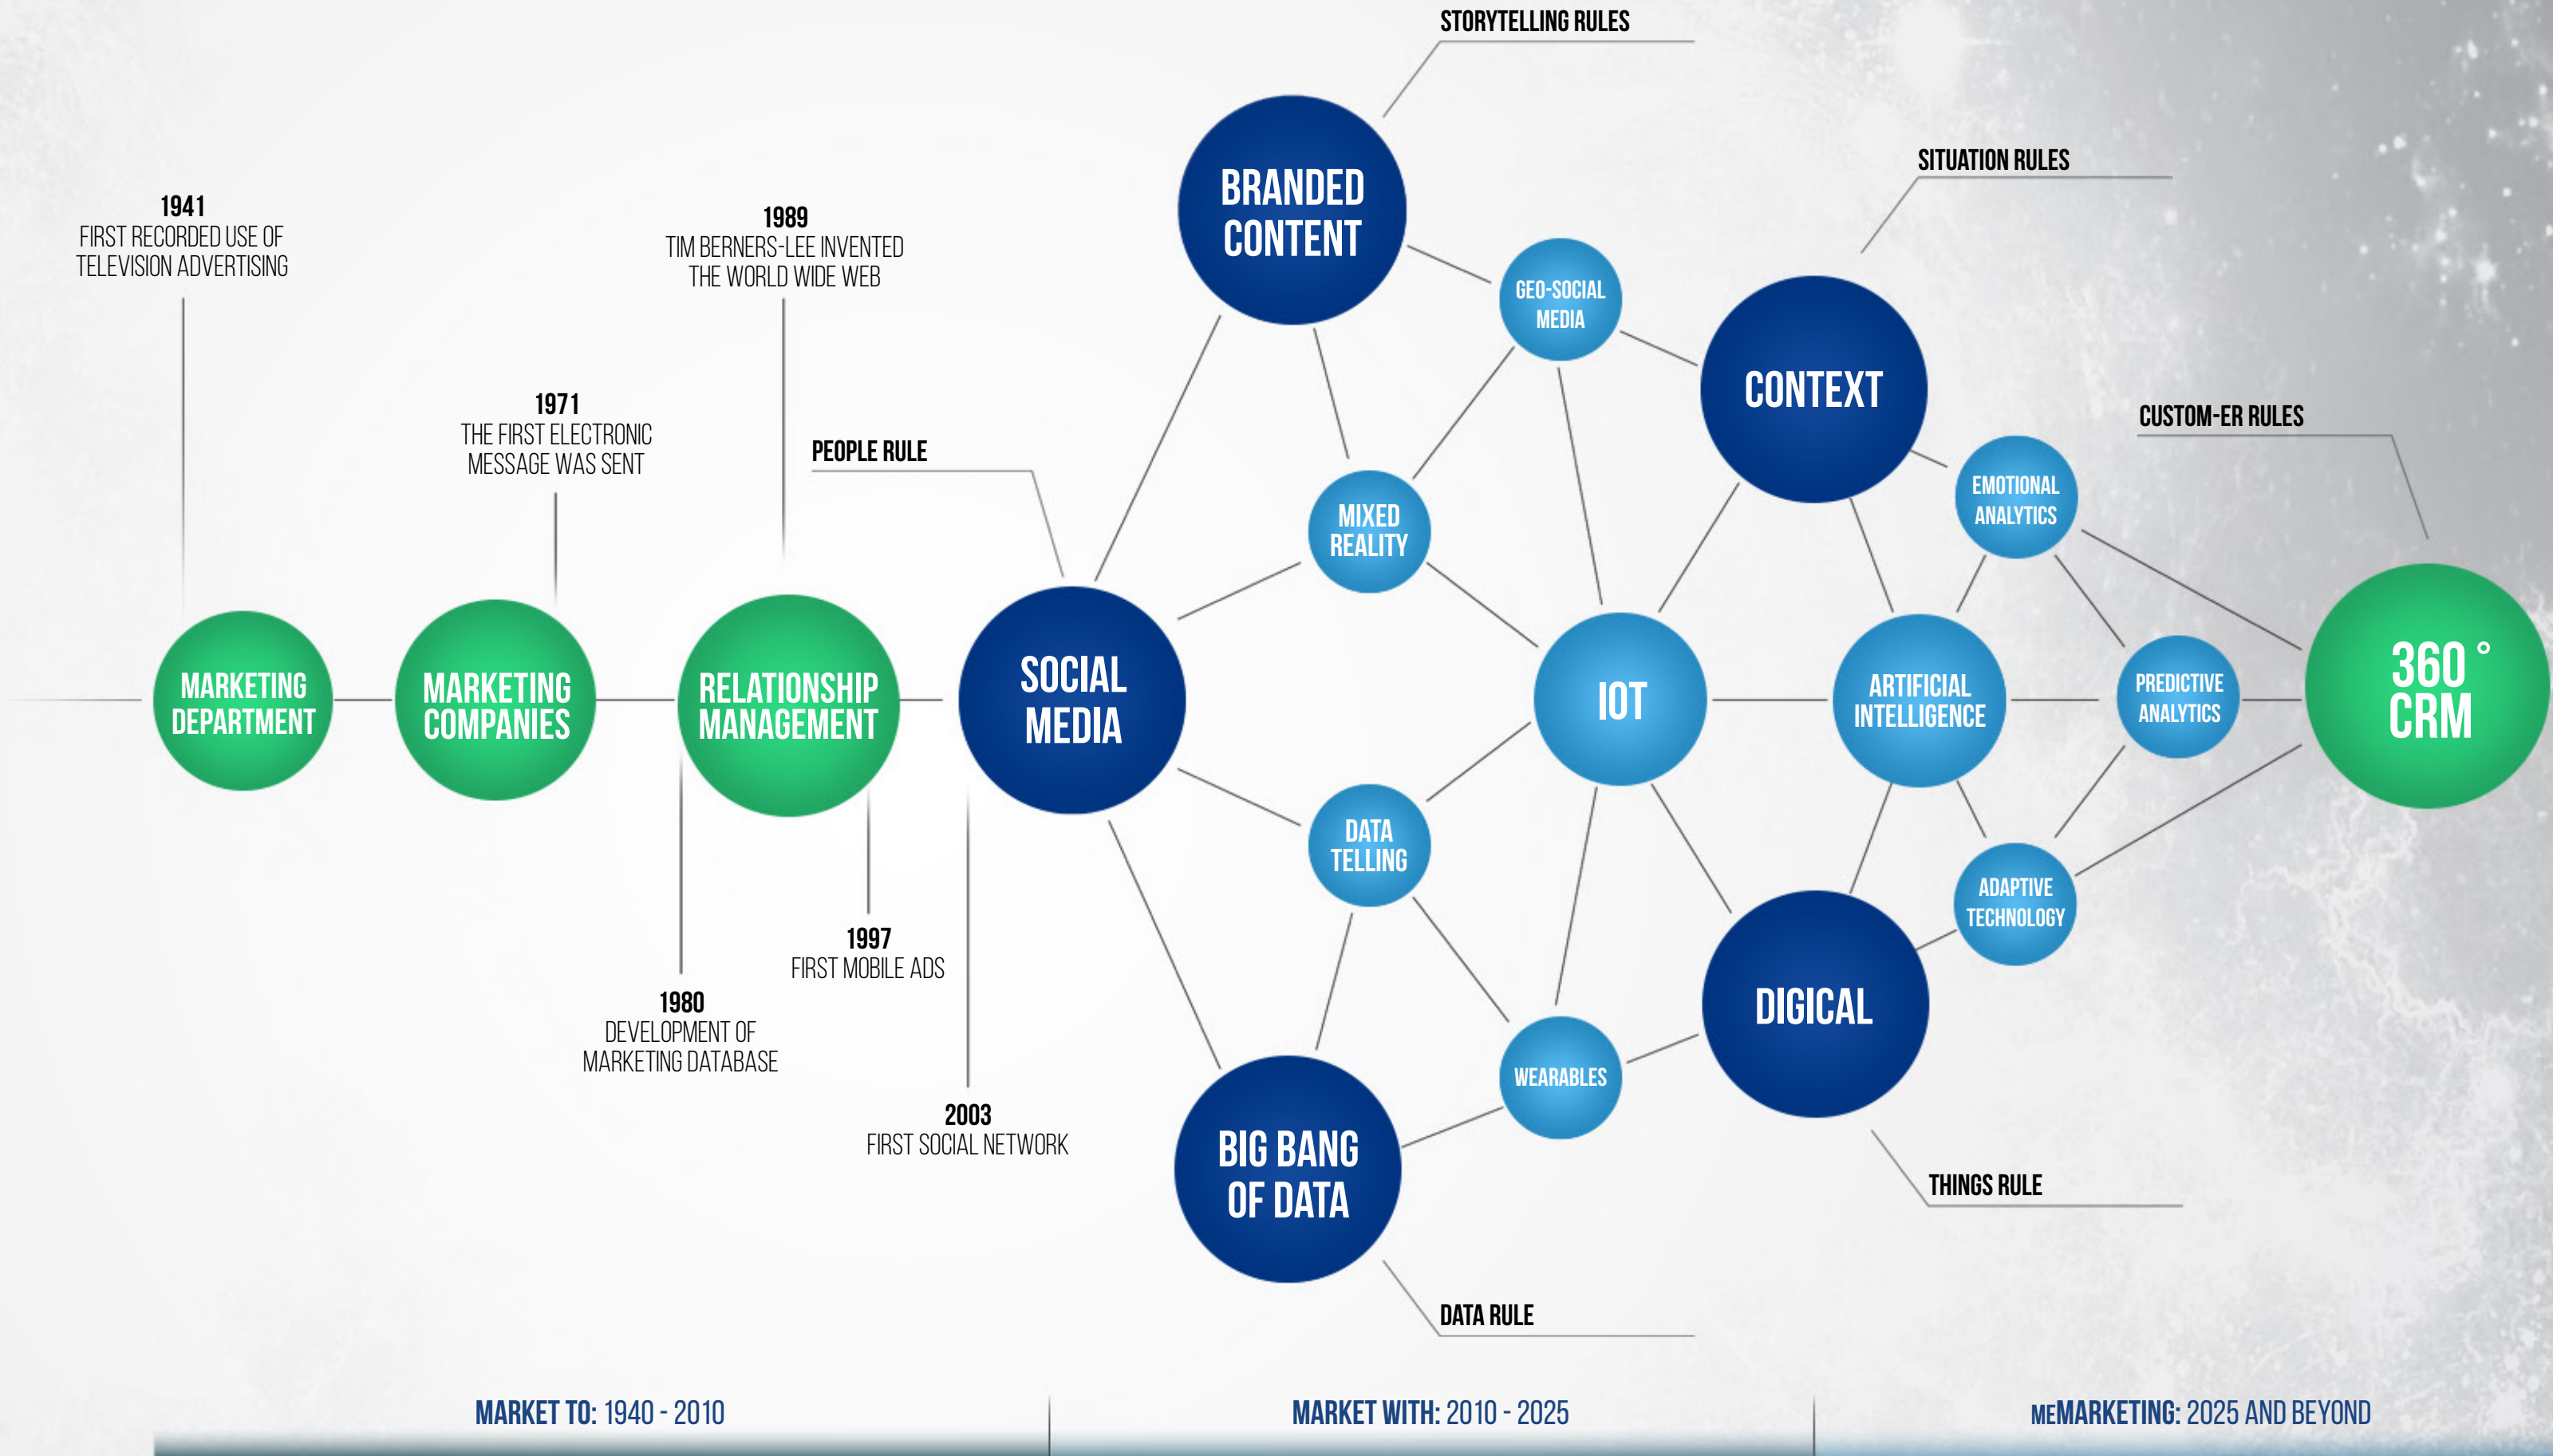 STORYTELLING RULES
BRANDED
CONTENT
SITUATION RULES
1941
FIRST RECORDED USE OF
TELEVISION ADVERTISING
1989
TIM BERNERS-LEE INVENTED
THE WORLD WIDE WEB
GEO-SOCIAL
MEDIA
CONTEXT
1971
THE FIRST ELECTRONIC
MESSAGE WAS SENT
PEOPLE RULE
CUSTOM-ER RULES
MIXED
REALITY
EMOTIONAL
ANALYTICS
MARKETING
DEPARTMENT
MARKETING
COMPANIES
RELATIONSHIP
MANAGEMENT
SOCIAL
MEDIA
IOT
ARTIFICIAL
INTELLIGENCE
PREDICTIVE
ANALYTICS
360°
CRM
DATA
TELLING
ADAPTIVE
TECHNOLOGY
1997
FIRST MOBILE ADS
1980
DEVELOPMENT OF
MARKETING DATABASE
DIGICAL
WEARABLES
2003
FIRST SOCIAL NETWORK
BIG BANG
OF DATA
THINGS RULE
DATA RULE
MARKET TO: 1940 - 2010
MARKET WITH: 2010 - 2025
MEMARKETING: 2025 AND BEYOND